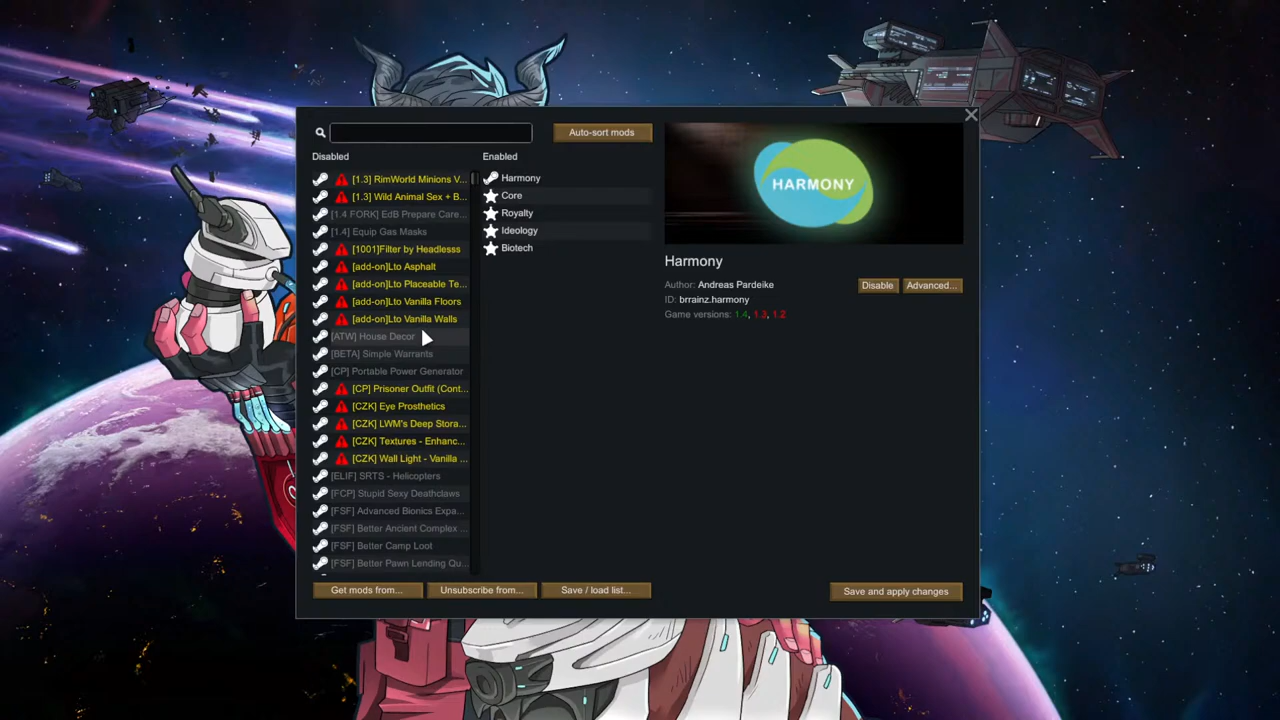 Auto-sort mods
Disabled
Enabled
[1.3] RimWorld Minions V...
[1.3] Wild Animal Sex + B...
[1.4 FORK] EdB Prepare Care...
[1.4] Equip Gas Masks
[1001]Filter by Headlesss
[add-on]Lto Asphalt
[add-on]Lto Placeable Te...
[add-on]Lto Vanilla Floors
[add-on]Lto Vanilla Walls
[ATW] House Decor
[BETA] Simple Warrants
[CP] Portable Power Generator
[CP] Prisoner Outfit (Cont...
[CZK] Eye Prosthetics
[CZK] LWM's Deep Stora...
[CZK] Textures - Enhanc...
[CZK] Wall Light - Vanilla ...
[ELIF] SRTS - Helicopters
[FCP] Stupid Sexy Deathclaws
[FSF] Advanced Bionics Expa...
[FSF] Better Ancient Complex ...
[FSF] Better Camp Loot
[FSF] Better Pawn Lending Qu...
Harmony
Core
Royalty
Ideology
Biotech
HARMONY
Harmony
Author: Andreas Pardeike
ID: brrainz.harmony
Game versions: 1.4, 1.3, 1.2
Disable
Advanced...
Get mods from...
Unsubscribe from...
Save / load list...
Save and apply changes